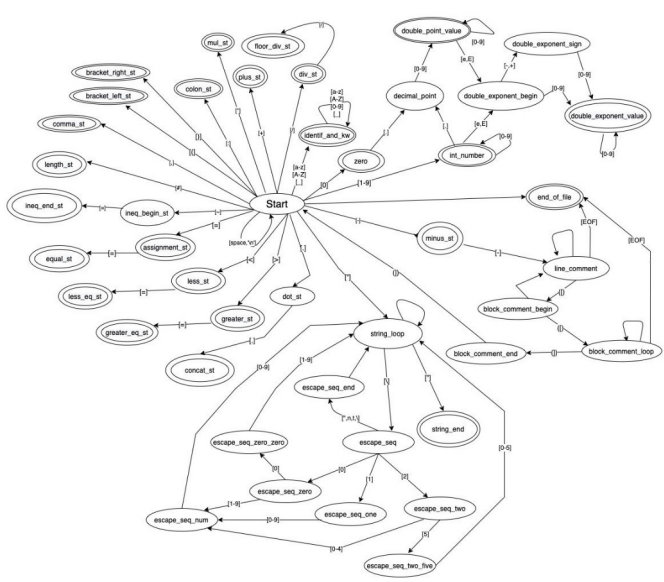 mul_st
floor_div_st
[/]
double_point_value
[0-9]
double_exponent_sign
bracket_right_st
colon_st
plus_st
div_st
[e,E]
[-,+]
bracket_left_st
[0-9]
[0-9]
decimal_point
double_exponent_begin
[0-9]
double_exponent_value
[a-z]
[A-Z]
[0-9]
[_]
comma_st
[*]
[+]
[/]
identif_and_kw
[.]
[.]
[e,E]
[0-9]
[0-9]
length_st
[)]
[(]
[:]
[,]
zero
int_number
[a-z]
[A-Z]
[_]
[0]
[1-9]
[#]
ineq_end_st
[=]
ineq_begin_st
[~]
Start
end_of_file
[=]
[space,'\n']
[-]
minus_st
[EOF]
[EOF]
equal_st
[=]
assignment_st
[-]
line_comment
less_eq_st
[=]
less_st
[<]
[>]
[.]
["]
dot_st
block_comment_begin
greater_eq_st
[=]
greater_st
string_loop
block_comment_end
block_comment_loop
[.]
concat_st
[0-9]
[1-9]
escape_seq_end
[\]
["]
[",n,t,\]
string_end
escape_seq_zero_zero
escape_seq
[0-5]
[0]
[0]
[1]
[2]
escape_seq_zero
[1-9]
escape_seq_num
[0-9]
escape_seq_one
escape_seq_two
[0-4]
[5]
escape_seq_two_five